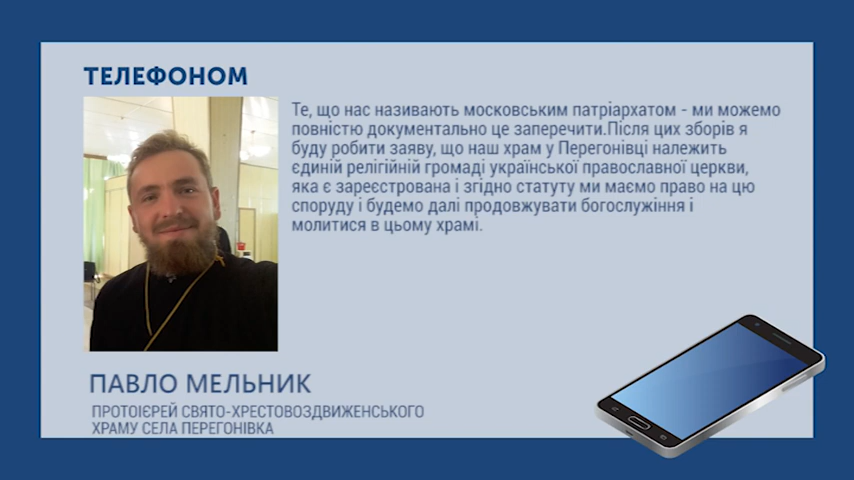 ТЕЛЕФОНОМ
Те, що нас називають московським патріархатом - ми можемо
повністю документально це заперечити.Після цих зборів я
буду робити заяву, що наш храм у Перегонівці належить
єдиній релігійній громаді української православної церкви,
яка є зареєстрована і згідно статуту ми маємо право на цю
споруду і будемо далі продовжувати богослужіння і
молитися в цьому храмі.
ПАВЛО МЕЛЬНИК
ПРОТОІЄРЕЙ СВЯТО-ХРЕСТОВОЗДВИЖЕНСЬКОГО
ХРАМУ СЕЛА ПЕРЕГОНІВКА